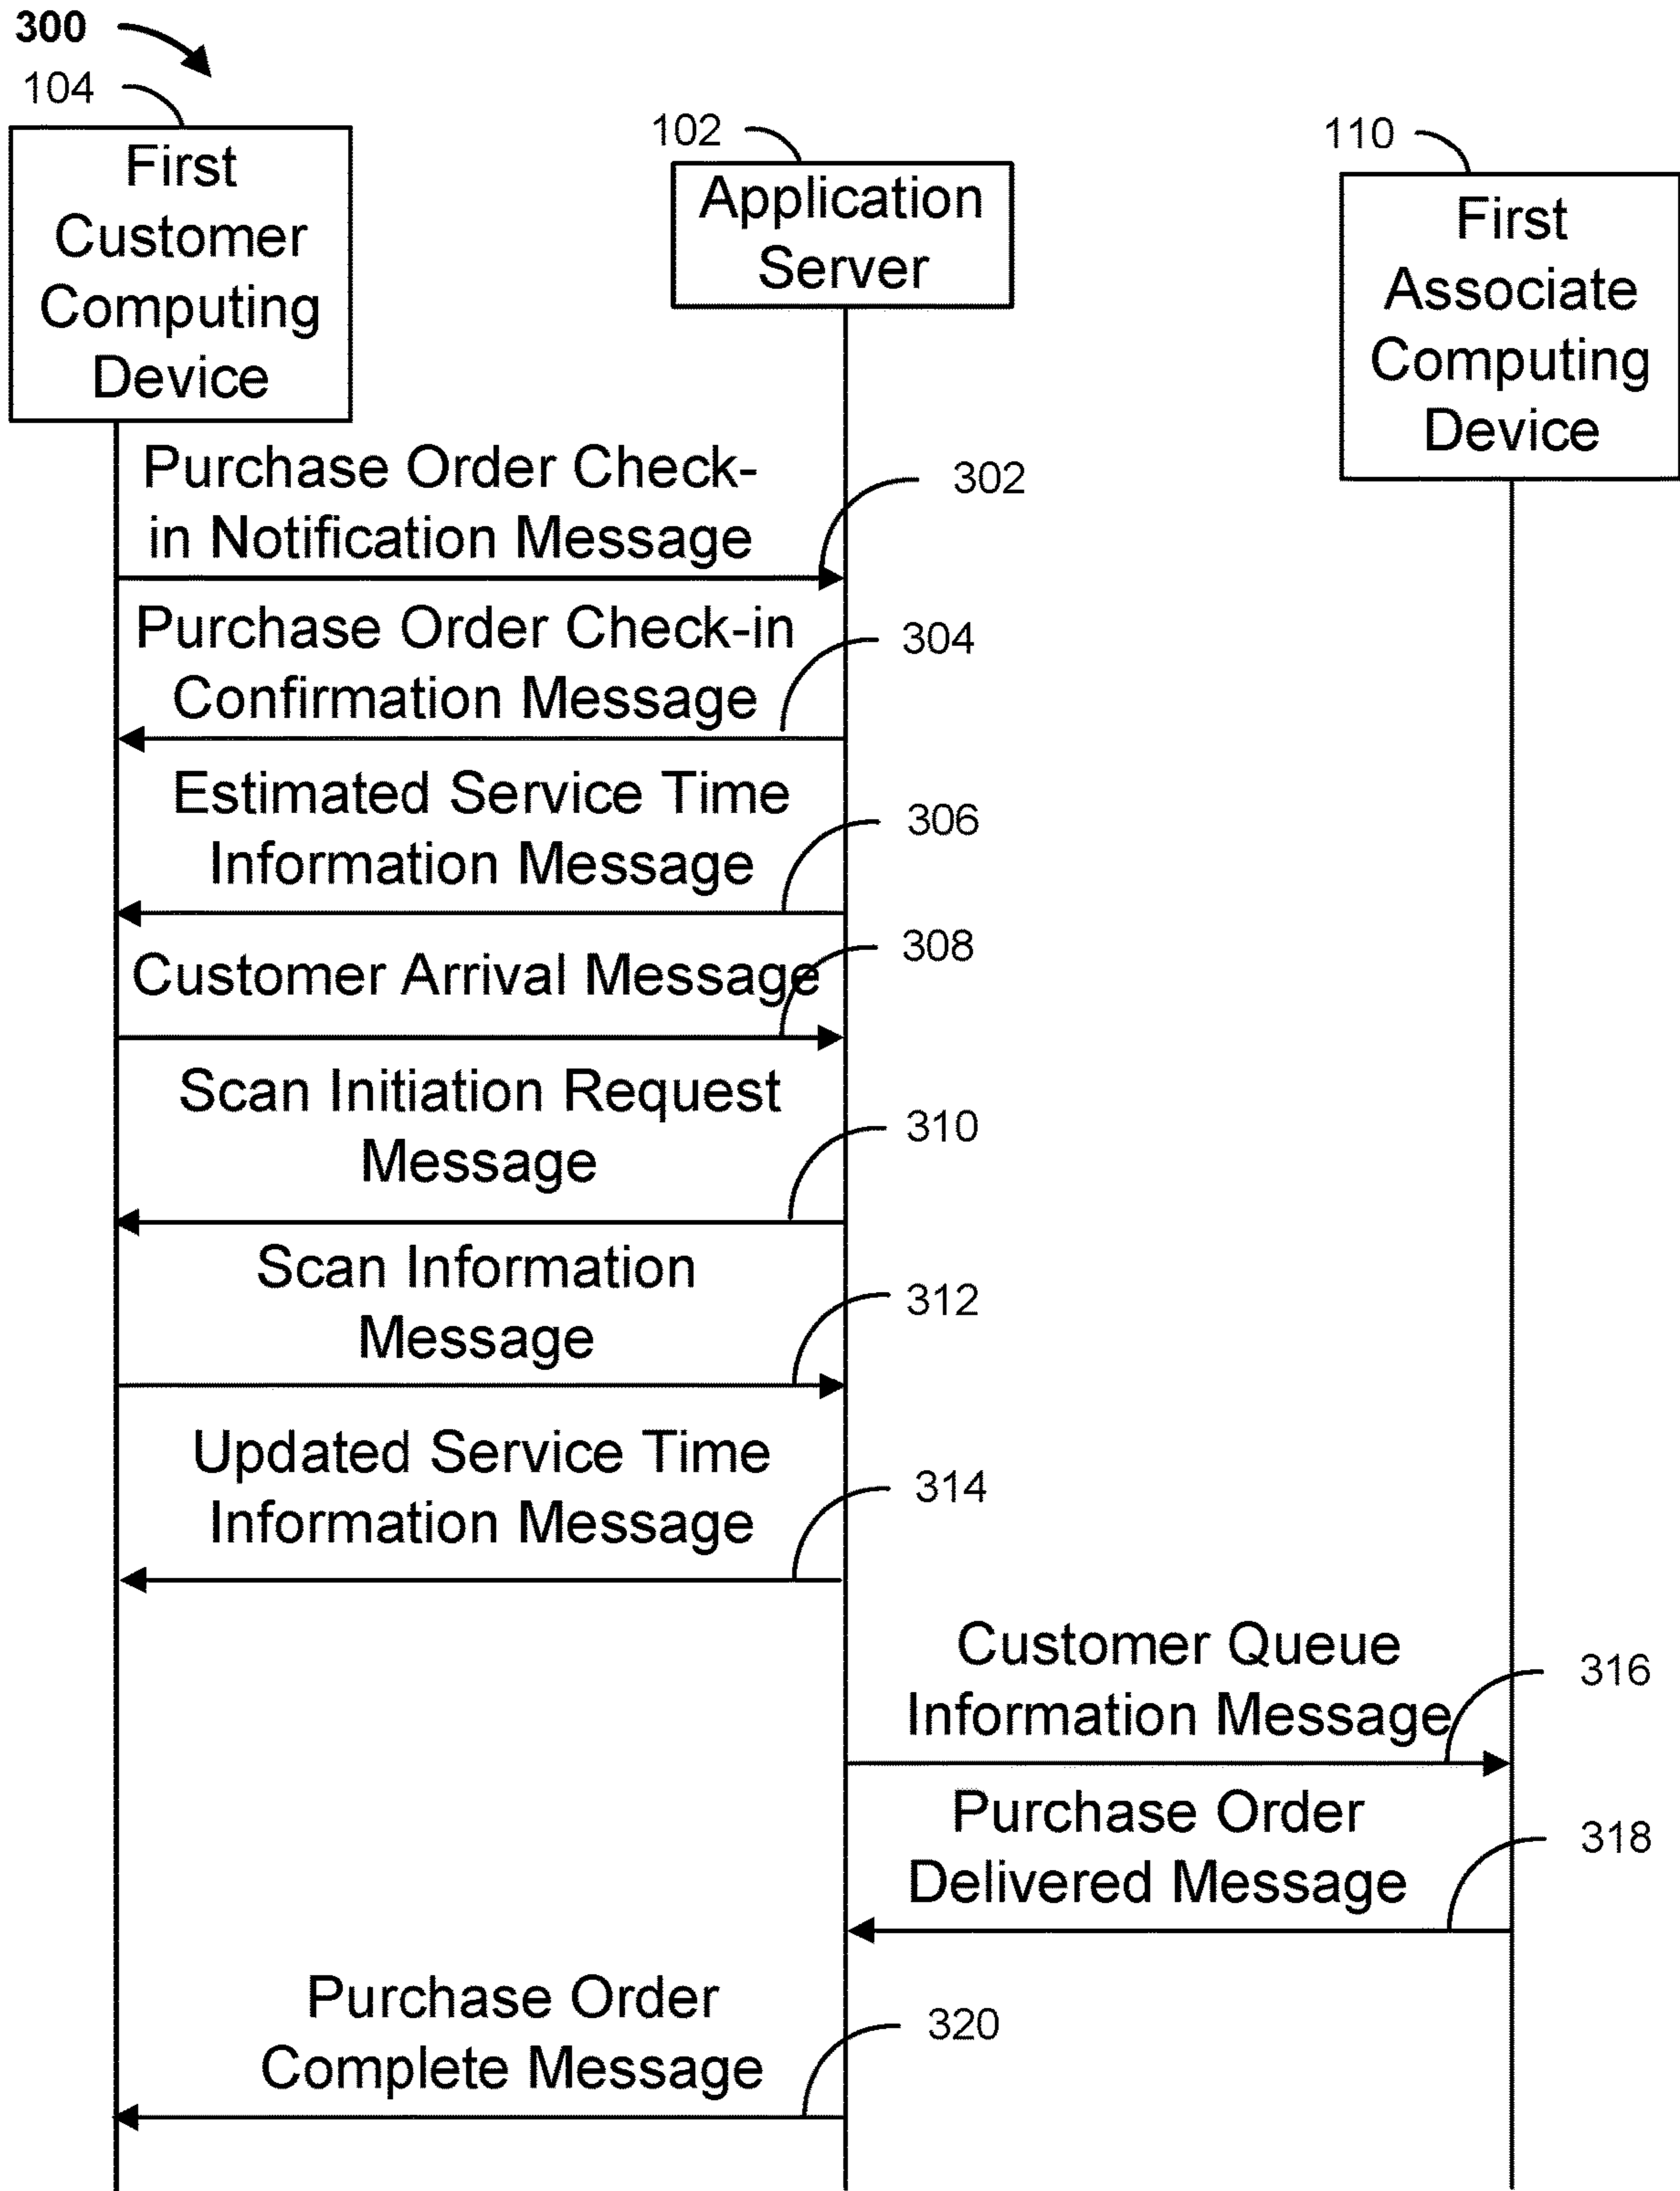 300
104
First
Customer
Computing
Device
102
Application
Server
110
First
Associate
Computing
Device
Purchase Order Check-
in Notification Message
302
Purchase Order Check-in
Confirmation Message
304
Estimated Service Time
Information Message
306
Customer Arrival Message
308
Scan Initiation Request
Message
310
Scan Information
Message
312
Updated Service Time
Information Message
314
Customer Queue
Information Message
316
Purchase Order
Delivered Message
318
Purchase Order
Complete Message
320